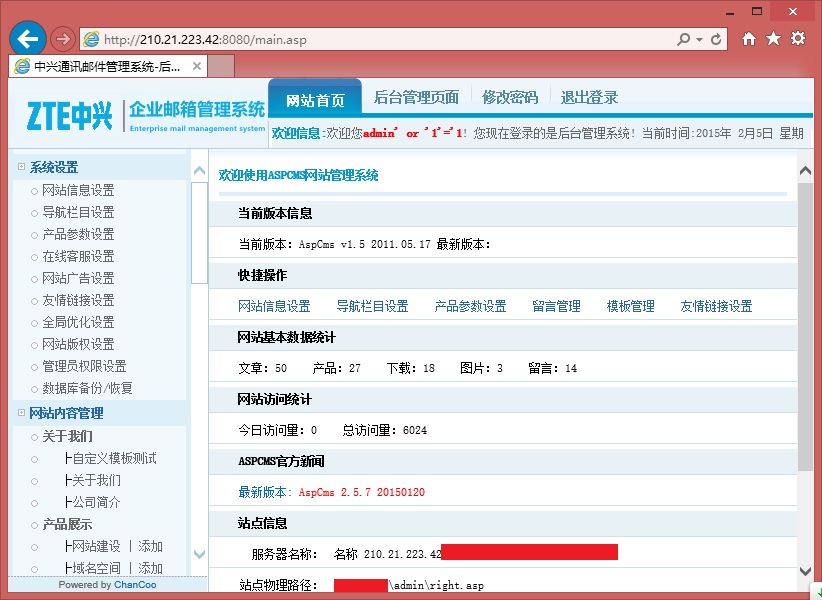 http://210.21.223.42:8080/main.asp
中兴通讯邮件管理系统-后...
ZTE中兴 企业邮箱管理系统
Enterprise mail management system
网站首页 后台管理页面 修改密码 退出登录
欢迎信息:欢迎您admin' or '1'='1! 您现在登录的是后台管理系统! 当前时间:2015年 2月5日 星期
系统设置
网站信息设置
导航栏目设置
产品参数设置
在线客服设置
网站广告设置
友情链接设置
全局优化设置
网站版权设置
管理员权限设置
数据库备份/恢复
网站内容管理
关于我们
├自定义模板测试
├关于我们
├公司简介
产品展示
├网站建设 | 添加
├域名空间 | 添加
Powered by ChanCoo
欢迎使用ASPCMS网站管理系统
当前版本信息
当前版本: AspCms v1.5 2011.05.17 最新版本:
快捷操作
网站信息设置 导航栏目设置 产品参数设置 留言管理 模板管理 友情链接设置
网站基本数据统计
文章: 50 产品: 27 下载: 18 图片: 3 留言: 14
网站访问统计
今日访问量: 0 总访问量: 6024
ASPCMS官方新闻
最新版本: AspCms 2.5.7 20150120
站点信息
服务器名称: 名称 210.21.223.42
站点物理路径: \admin\right.asp